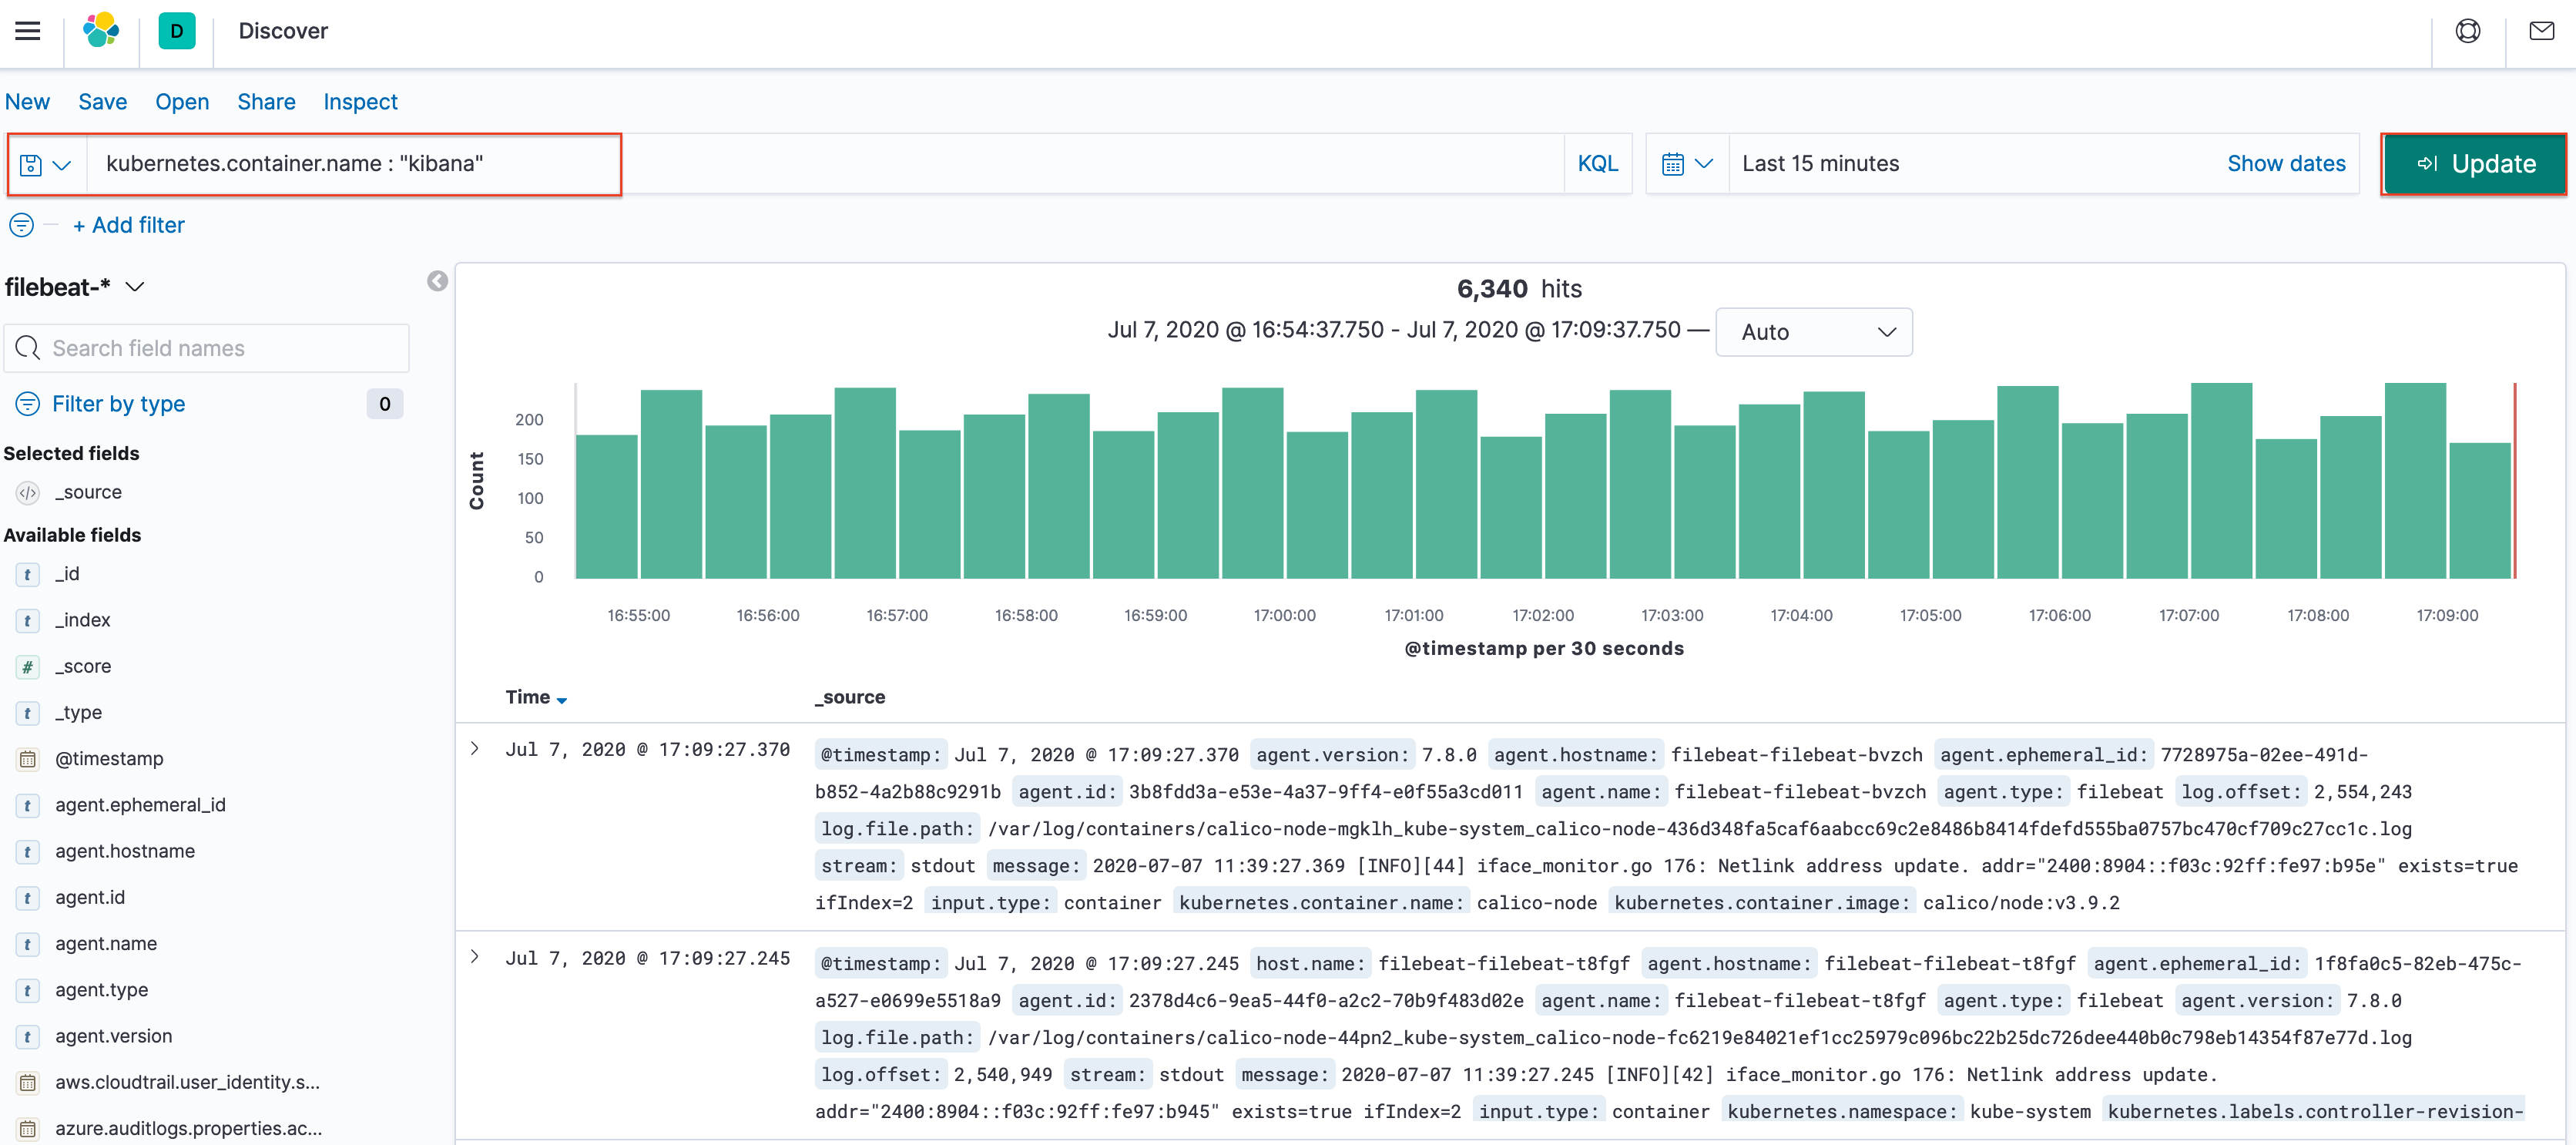 D Discover
New Save Open Share Inspect
kubernetes.container.name : "kibana" KQL Last 15 minutes Show dates Update
+ Add filter
filebeat-*
Search field names
Filter by type 0
Selected fields
_source
Available fields
t _id
t _index
# _score
t _type
@timestamp
t agent.ephemeral_id
t agent.hostname
t agent.id
t agent.name
t agent.type
t agent.version
aws.cloudtrail.user_identity.s...
azure.auditlogs.properties.ac...
6,340 hits
Jul 7, 2020 @ 16:54:37.750 - Jul 7, 2020 @ 17:09:37.750 — Auto
Count
200
150
100
50
0
16:55:00 16:56:00 16:57:00 16:58:00 16:59:00 17:00:00 17:01:00 17:02:00 17:03:00 17:04:00 17:05:00 17:06:00 17:07:00 17:08:00 17:09:00
@timestamp per 30 seconds
Time _source
Jul 7, 2020 @ 17:09:27.370 @timestamp: Jul 7, 2020 @ 17:09:27.370 agent.version: 7.8.0 agent.hostname: filebeat-filebeat-bvzch agent.ephemeral_id: 7728975a-02ee-491d-
b852-4a2b88c9291b agent.id: 3b8fdd3a-e53e-4a37-9ff4-e0f55a3cd011 agent.name: filebeat-filebeat-bvzch agent.type: filebeat log.offset: 2,554,243
log.file.path: /var/log/containers/calico-node-mgklh_kube-system_calico-node-436d348fa5caf6aabcc69c2e8486b8414fdefd555ba0757bc470cf709c27cc1c.log
stream: stdout message: 2020-07-07 11:39:27.369 [INFO][44] iface_monitor.go 176: Netlink address update. addr="2400:8904::f03c:92ff:fe97:b95e" exists=true
ifIndex=2 input.type: container kubernetes.container.name: calico-node kubernetes.container.image: calico/node:v3.9.2
Jul 7, 2020 @ 17:09:27.245 @timestamp: Jul 7, 2020 @ 17:09:27.245 host.name: filebeat-filebeat-t8fgf agent.hostname: filebeat-filebeat-t8fgf agent.ephemeral_id: 1f8fa0c5-82eb-475c-
a527-e0699e5518a9 agent.id: 2378d4c6-9ea5-44f0-a2c2-70b9f483d02e agent.name: filebeat-filebeat-t8fgf agent.type: filebeat agent.version: 7.8.0
log.file.path: /var/log/containers/calico-node-44pn2_kube-system_calico-node-fc6219e84021ef1cc25979c096bc22b25dc726dee440b0c798eb14354f87e77d.log
log.offset: 2,540,949 stream: stdout message: 2020-07-07 11:39:27.245 [INFO][42] iface_monitor.go 176: Netlink address update.
addr="2400:8904::f03c:92ff:fe97:b945" exists=true ifIndex=2 input.type: container kubernetes.namespace: kube-system kubernetes.labels.controller-revision-